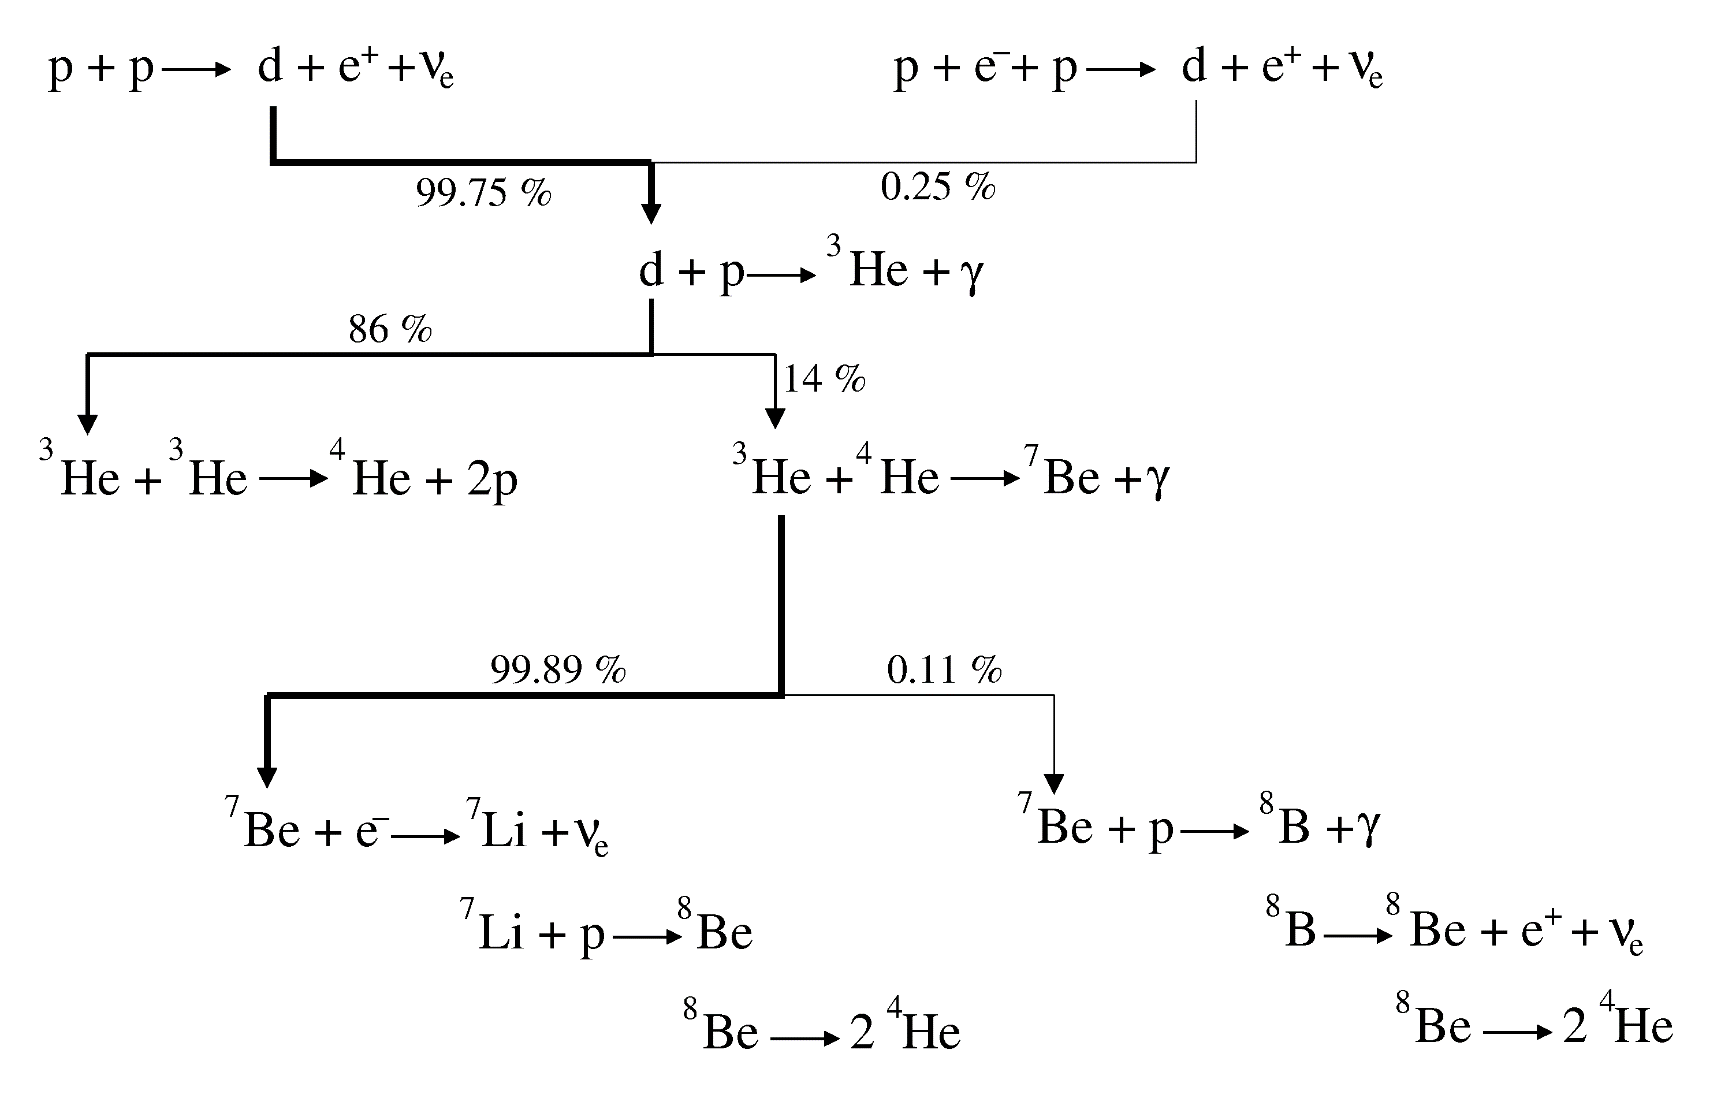 p + p ⟶ d + e⁺ + νₑ
p + e⁻ + p ⟶ d + e⁺ + νₑ
99.75 %
0.25 %
d + p ⟶ ³He + γ
86 %
14 %
³He + ³He ⟶ ⁴He + 2p
³He + ⁴He ⟶ ⁷Be + γ
99.89 %
0.11 %
⁷Be + e⁻ ⟶ ⁷Li + νₑ
⁷Be + p ⟶ ⁸B + γ
⁷Li + p ⟶ ⁸Be
⁸B ⟶ ⁸Be + e⁺ + νₑ
⁸Be ⟶ 2 ⁴He
⁸Be ⟶ 2 ⁴He